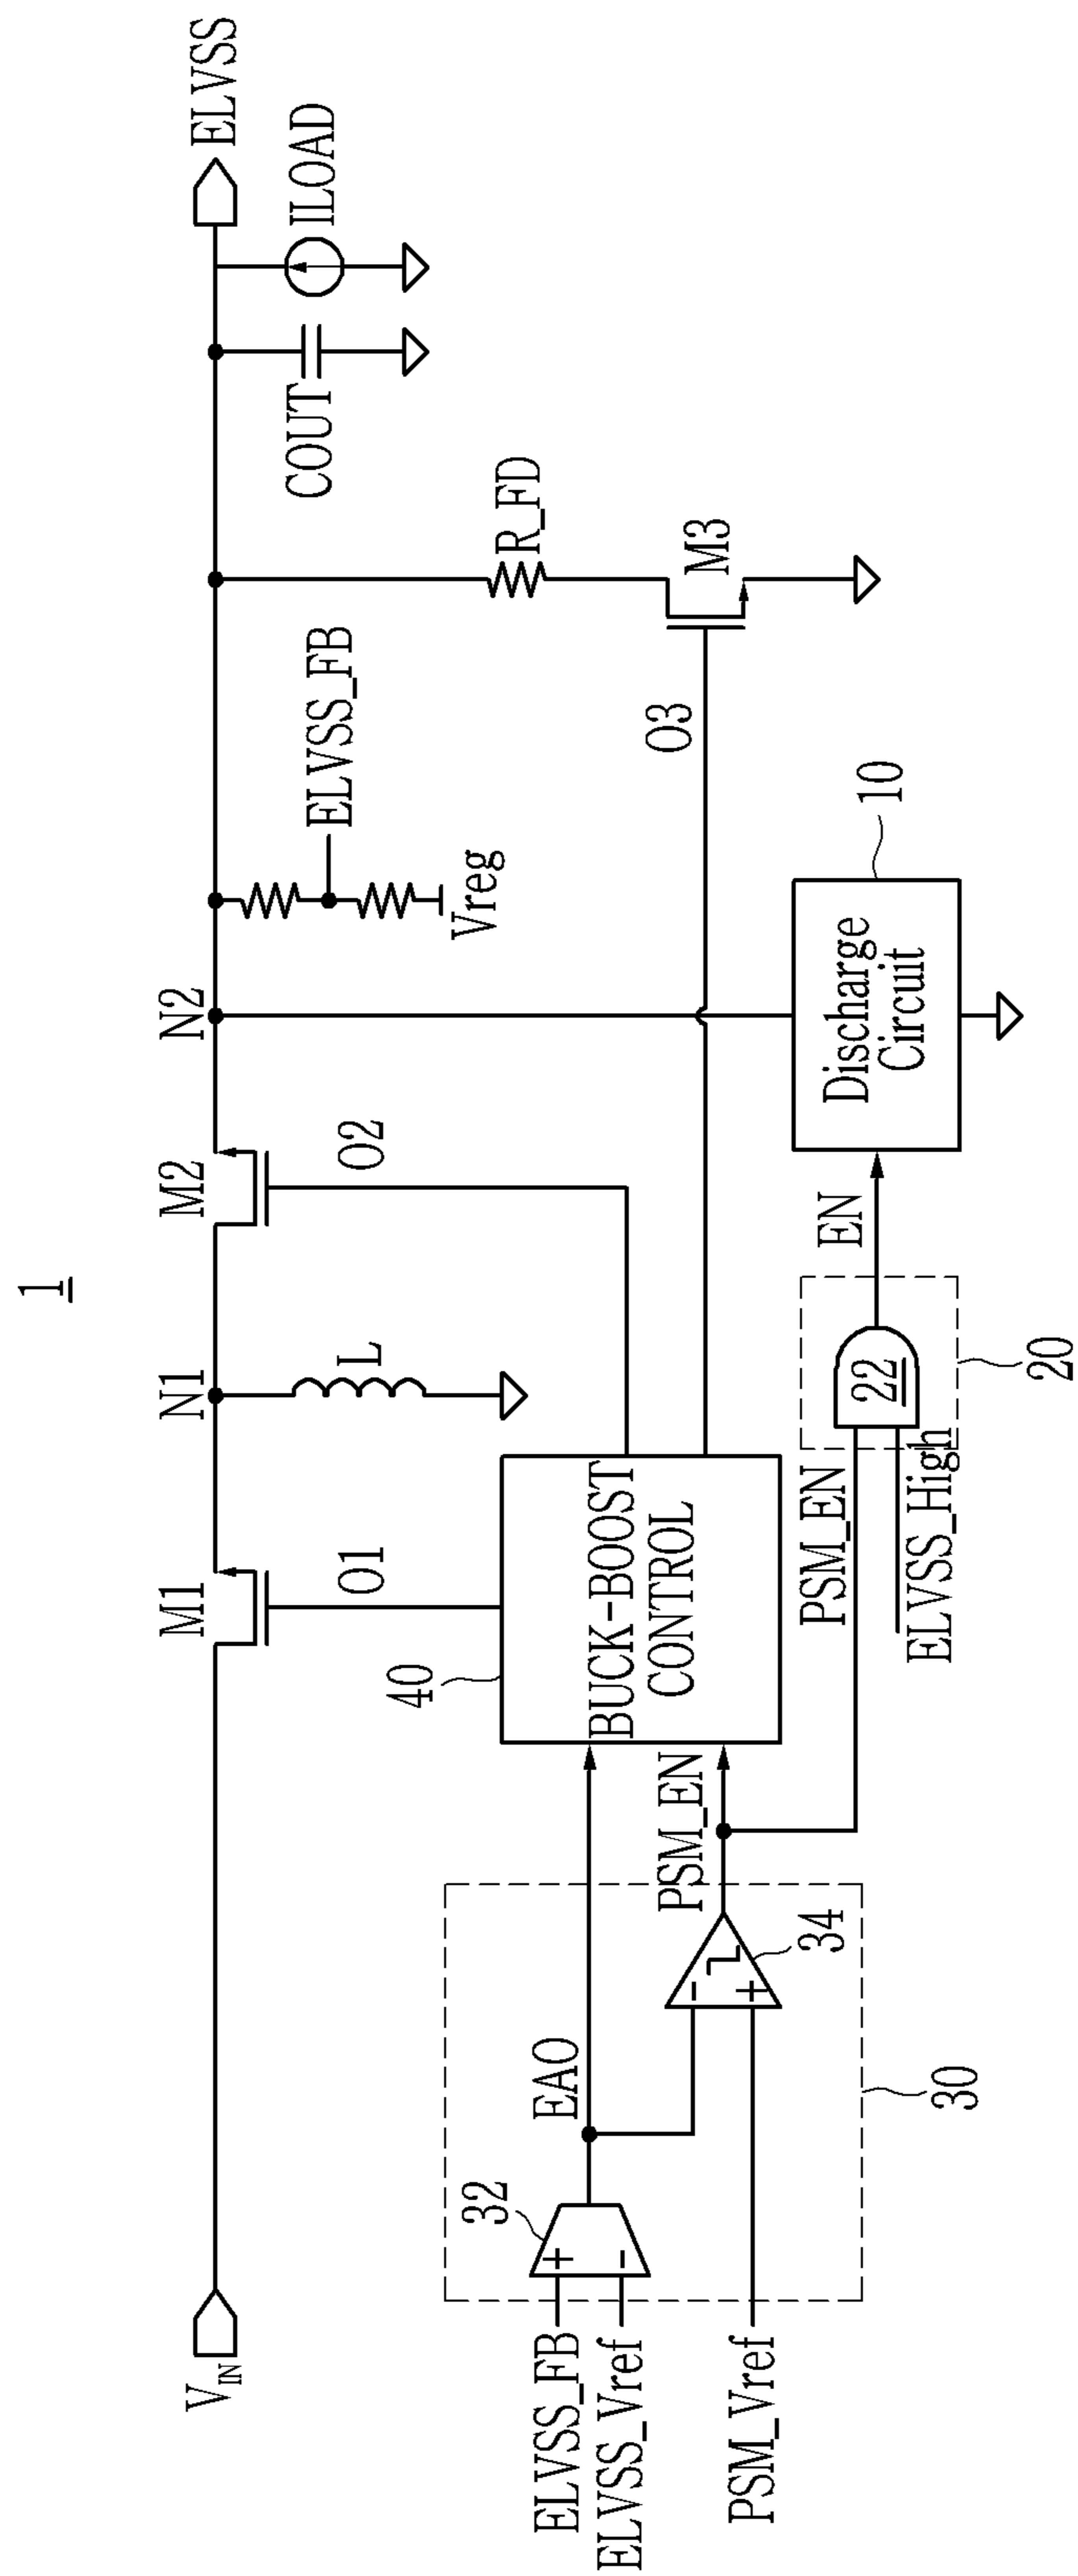 1
V_IN
M1
N1
M2
N2
ELVSS
O1
L
O2
ELVSS_FB
Vreg
COUT
ILOAD
R_FD
M3
O3
40
BUCK-BOOST
CONTROL
ELVSS_FB
ELVSS_Vref
32
EAO
PSM_EN
PSM_Vref
34
30
PSM_EN
ELVSS_High
22
20
EN
Discharge
Circuit
10